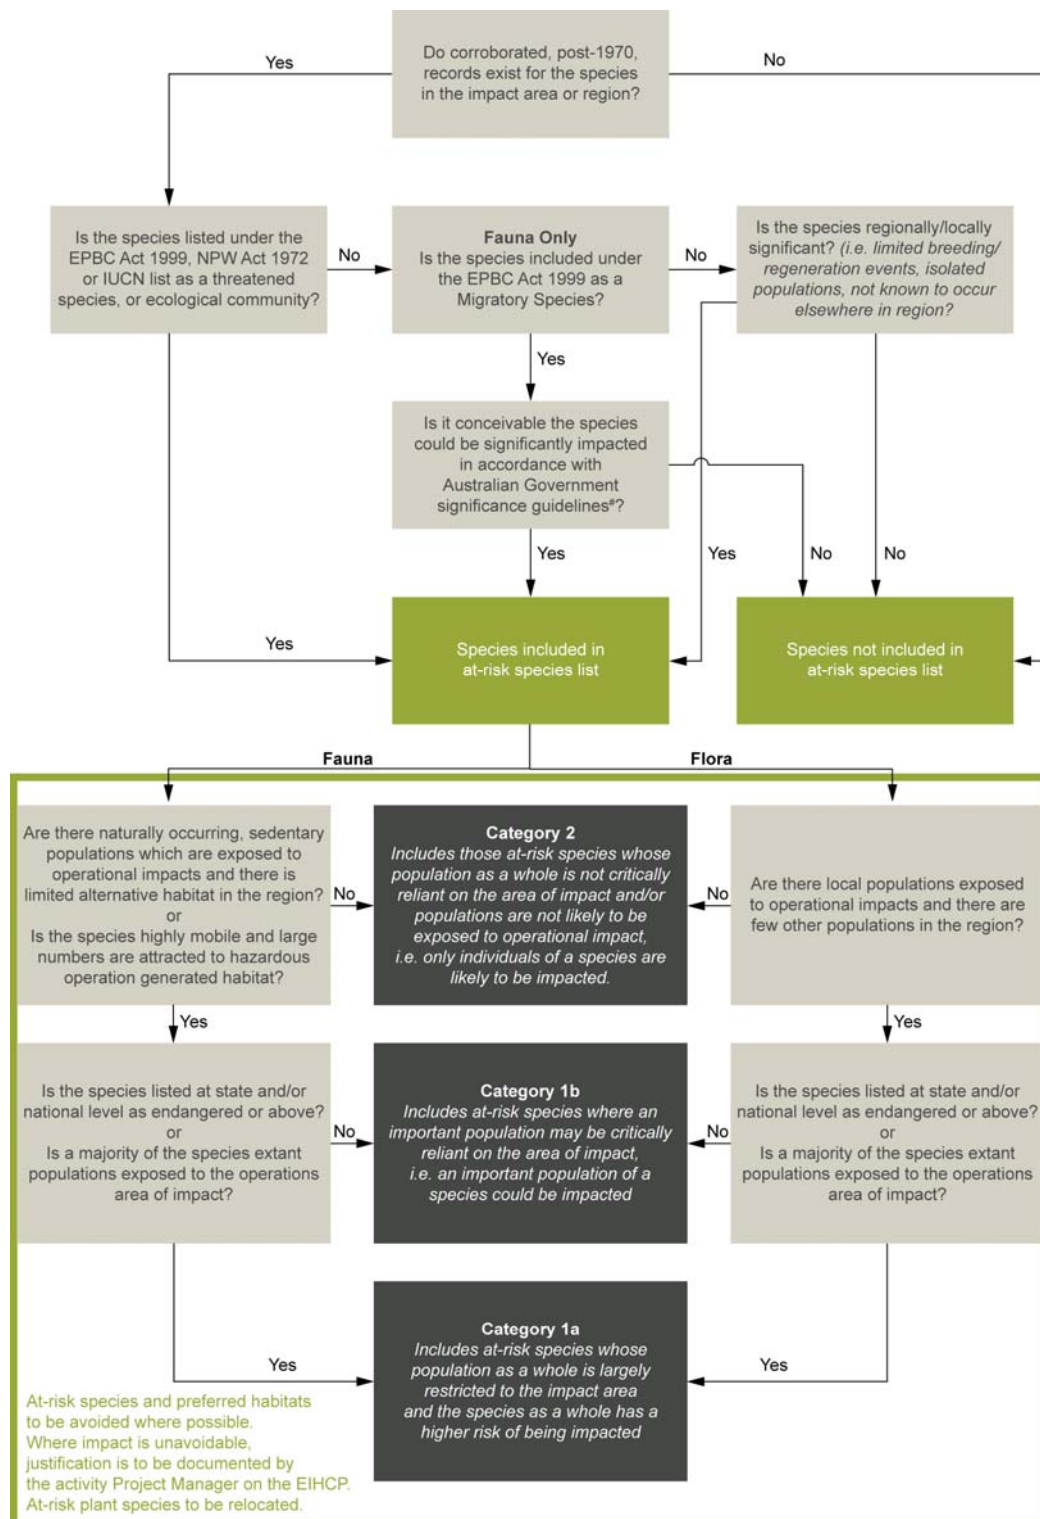 Do corroborated, post-1970,
records exist for the species
in the impact area or region?
Yes
No
Is the species listed under the
EPBC Act 1999, NPW Act 1972
or IUCN list as a threatened
species, or ecological community?
No
Fauna Only
Is the species included under
the EPBC Act 1999 as a
Migratory Species?
No
Is the species regionally/locally
significant? (i.e. limited breeding/
regeneration events, isolated
populations, not known to occur
elsewhere in region?
Yes
Is it conceivable the species
could be significantly impacted
in accordance with
Australian Government
significance guidelines#?
Yes
Yes
No
No
Yes
Species included in
at-risk species list
Species not included in
at-risk species list
Fauna
Flora
Are there naturally occurring, sedentary
populations which are exposed to
operational impacts and there is
limited alternative habitat in the region?
or
Is the species highly mobile and large
numbers are attracted to hazardous
operation generated habitat?
No
Category 2
Includes those at-risk species whose
population as a whole is not critically
reliant on the area of impact and/or
populations are not likely to be
exposed to operational impact,
i.e. only individuals of a species are
likely to be impacted.
No
Are there local populations exposed
to operational impacts and there are
few other populations in the region?
Yes
Yes
Is the species listed at state and/or
national level as endangered or above?
or
Is a majority of the species extant
populations exposed to the operations
area of impact?
No
Category 1b
Includes at-risk species where an
important population may be critically
reliant on the area of impact,
i.e. an important population of a
species could be impacted
No
Is the species listed at state and/or
national level as endangered or above?
or
Is a majority of the species extant
populations exposed to the operations
area of impact?
Yes
Category 1a
Includes at-risk species whose
population as a whole is largely
restricted to the impact area
and the species as a whole has a
higher risk of being impacted
Yes
At-risk species and preferred habitats
to be avoided where possible.
Where impact is unavoidable,
justification is to be documented by
the activity Project Manager on the EIHCP.
At-risk plant species to be relocated.